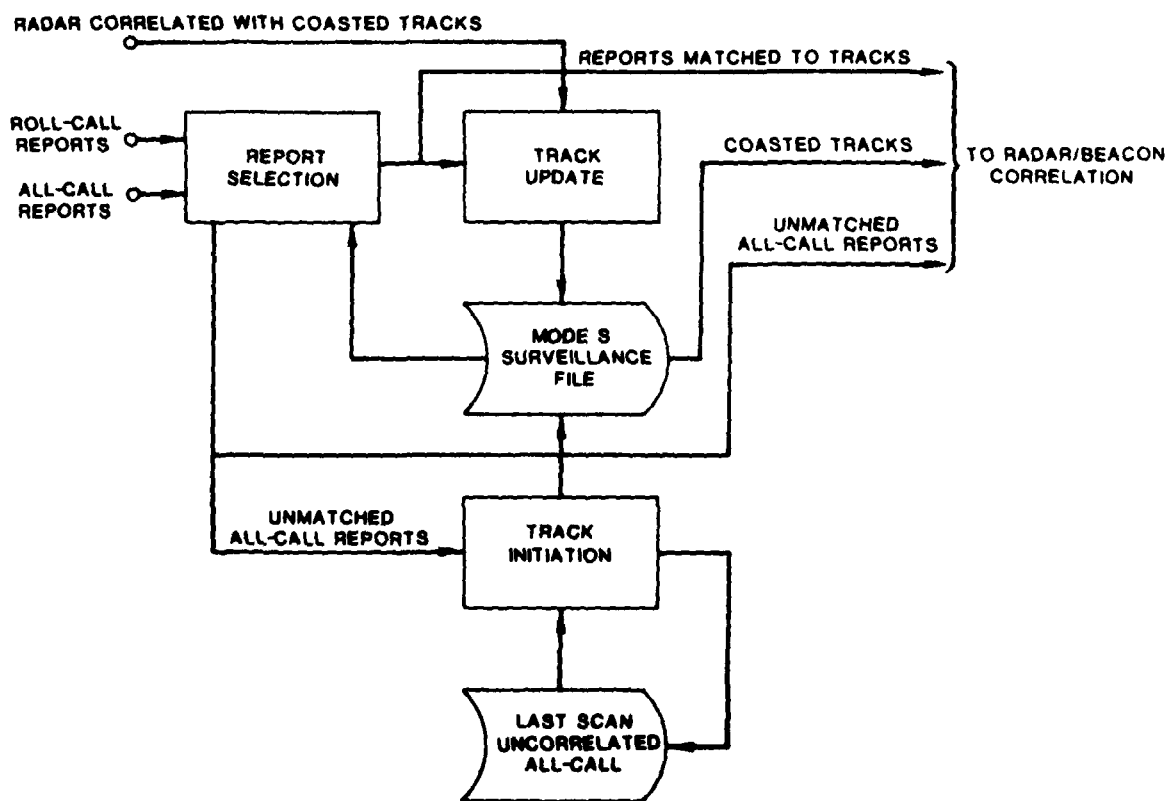 RADAR CORRELATED WITH COASTED TRACKS
REPORTS MATCHED TO TRACKS
ROLL-CALL
REPORTS
ALL-CALL
REPORTS
REPORT
SELECTION
TRACK
UPDATE
COASTED TRACKS
TO RADAR/BEACON
CORRELATION
UNMATCHED
ALL-CALL REPORTS
MODE S
SURVEILLANCE
FILE
UNMATCHED
ALL-CALL REPORTS
TRACK
INITIATION
LAST SCAN
UNCORRELATED
ALL-CALL